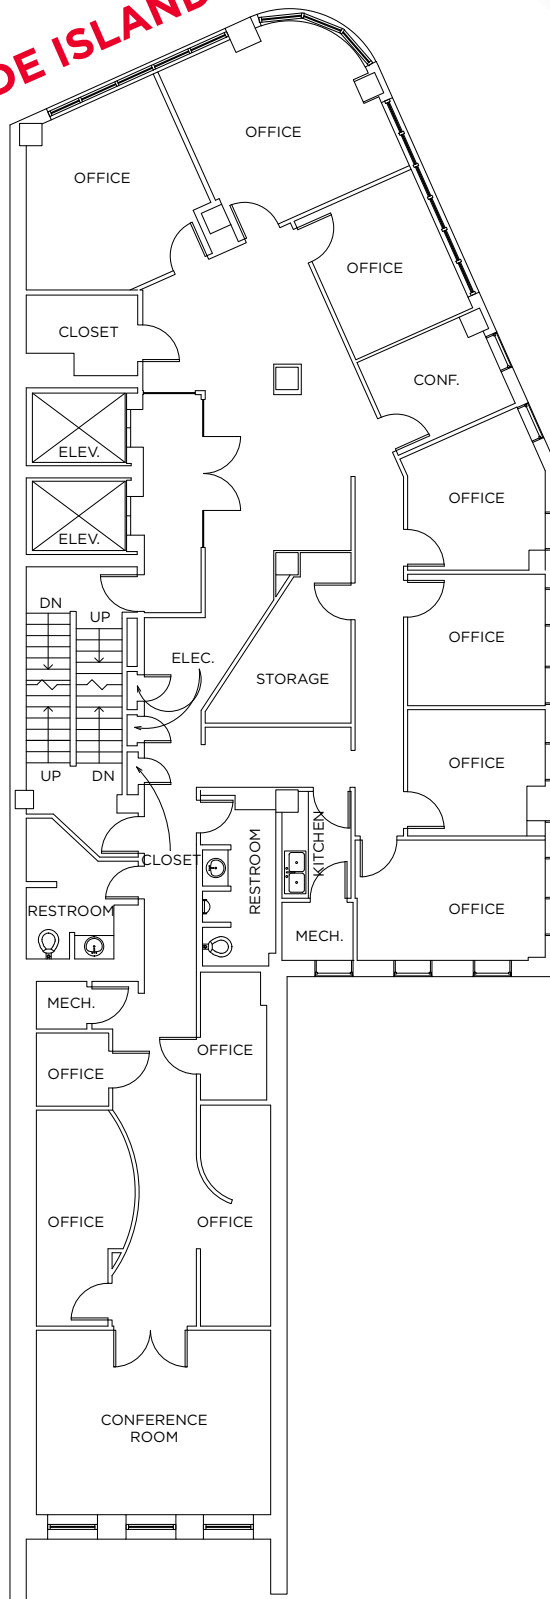 DE ISLAND
OFFICE
OFFICE
OFFICE
CLOSET
CONF.
ELEV.
OFFICE
ELEV.
DN
UP
OFFICE
ELEC.
STORAGE
OFFICE
UP
DN
KITCHEN
CLOSET
RESTROOM
RESTROOM
OFFICE
MECH.
MECH.
OFFICE
OFFICE
OFFICE
OFFICE
CONFERENCE
ROOM